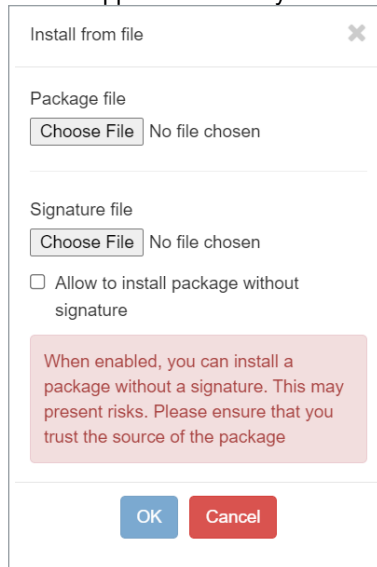 Install from file
Package file
Choose File No file chosen
Signature file
Choose File No file chosen
Allow to install package without
signature
When enabled, you can install a
package without a signature. This may
present risks. Please ensure that you
trust the source of the package
OK Cancel